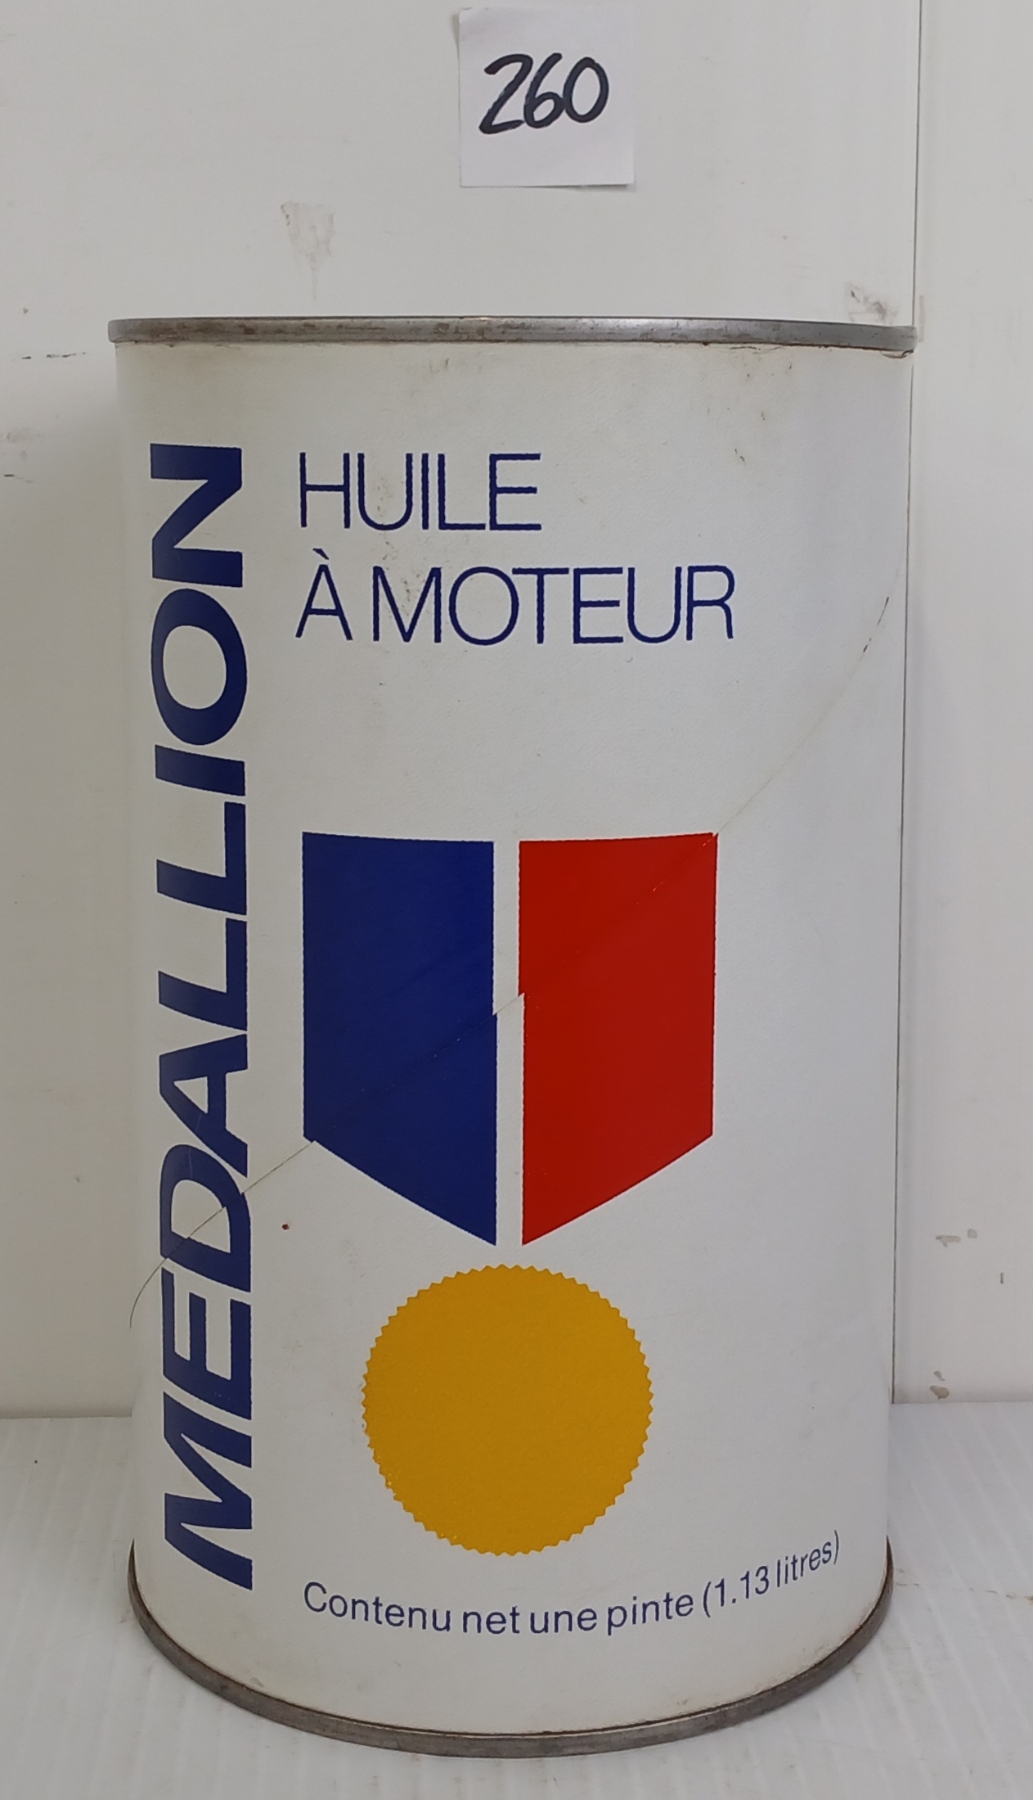 260
MEDALLION
HUILE
À MOTEUR
Contenu net une pinte (1.13 litres)